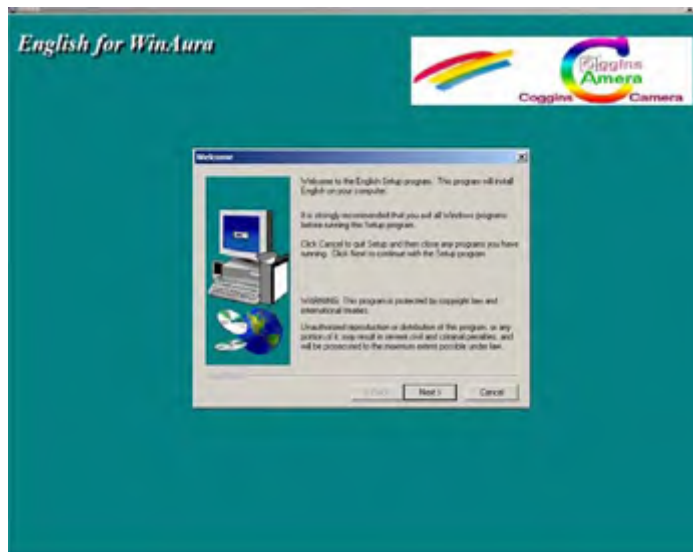 English for WinAura
Coggins
Amera
Coggins Camera
Welcome
Welcome to the English Setup program. This program will install
English on your computer.
It is strongly recommended that you exit all Windows programs
before running this Setup program.
Click Cancel to quit Setup and then close any programs you have
running. Click Next to continue with the Setup program.
WARNING: This program is protected by copyright law and
international treaties.
Unauthorized reproduction or distribution of this program, or any
portion of it, may result in severe civil and criminal penalties, and
will be prosecuted to the maximum extent possible under law.
< Back Next > Cancel